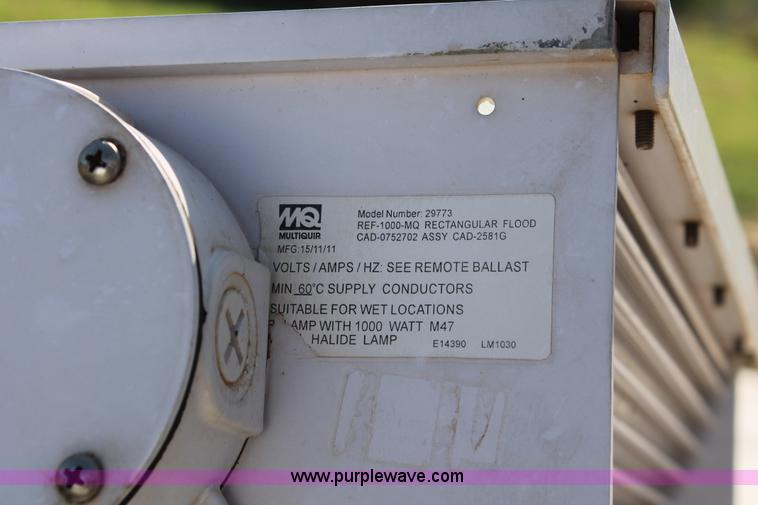 MQ
MULTIQUIP
MFG:15/11/11
Model Number: 29773
REF-1000-MQ RECTANGULAR FLOOD
CAD-0752702 ASSY CAD-2581G
VOLTS / AMPS / HZ: SEE REMOTE BALLAST
MIN 60°C SUPPLY CONDUCTORS
SUITABLE FOR WET LOCATIONS
AMP WITH 1000 WATT M47
HALIDE LAMP
E14390 LM1030
www.purplewave.com